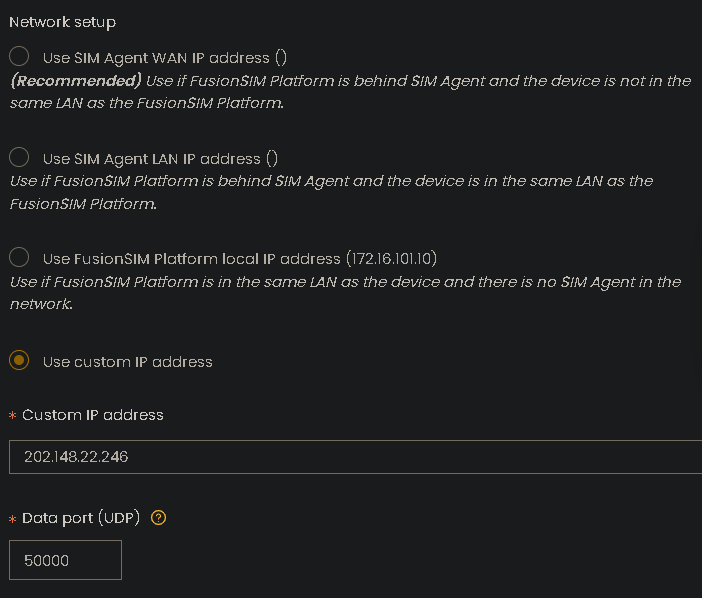 Network setup
Use SIM Agent WAN IP address ()
(Recommended) Use if FusionSIM Platform is behind SIM Agent and the device is not in the
same LAN as the FusionSIM Platform.
Use SIM Agent LAN IP address ()
Use if FusionSIM Platform is behind SIM Agent and the device is in the same LAN as the
FusionSIM Platform.
Use FusionSIM Platform local IP address (172.16.101.10)
Use if FusionSIM Platform is in the same LAN as the device and there is no SIM Agent in the
network.
Use custom IP address
* Custom IP address
202.148.22.246
* Data port (UDP) ?
50000